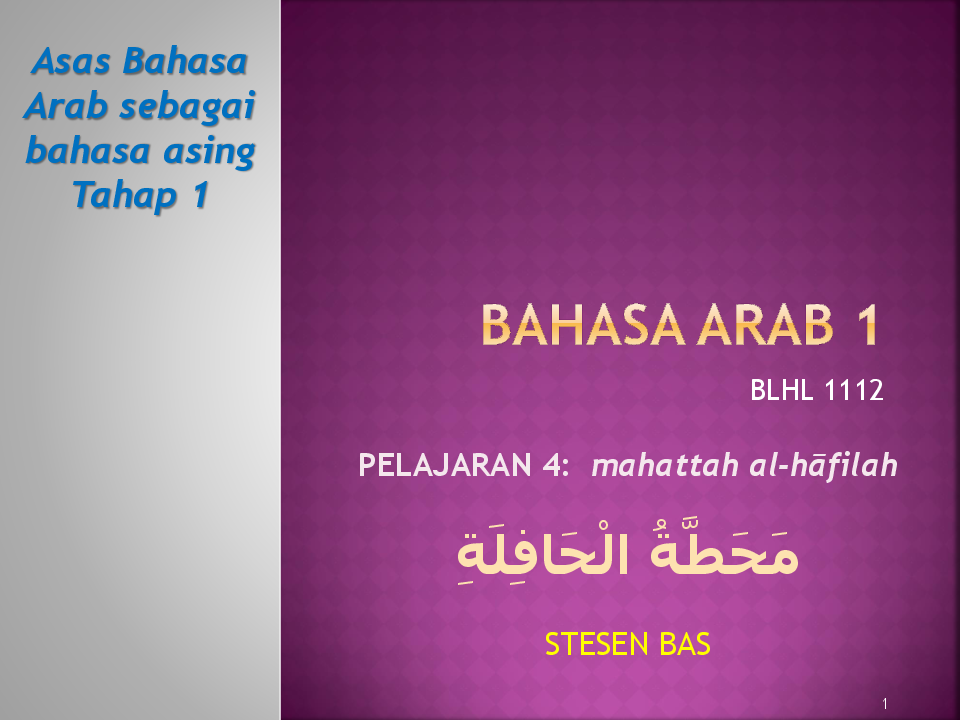 Asas Bahasa
Arab sebagai
bahasa asing
Tahap 1
BAHASA ARAB 1
BLHL 1112
PELAJARAN 4: mahattah al-hāfilah
مَحَطَّةُ الْحَافِلَةِ
STESEN BAS
1